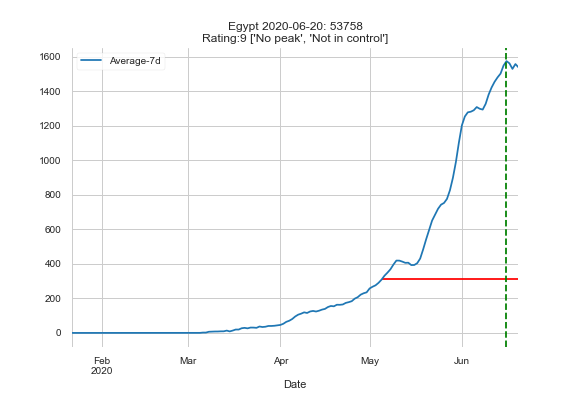 Egypt 2020-06-20: 53758
Rating:9 ['No peak', 'Not in control']
Average-7d
1600
1400
1200
1000
800
600
400
200
0
Feb Mar Apr May Jun
2020
Date